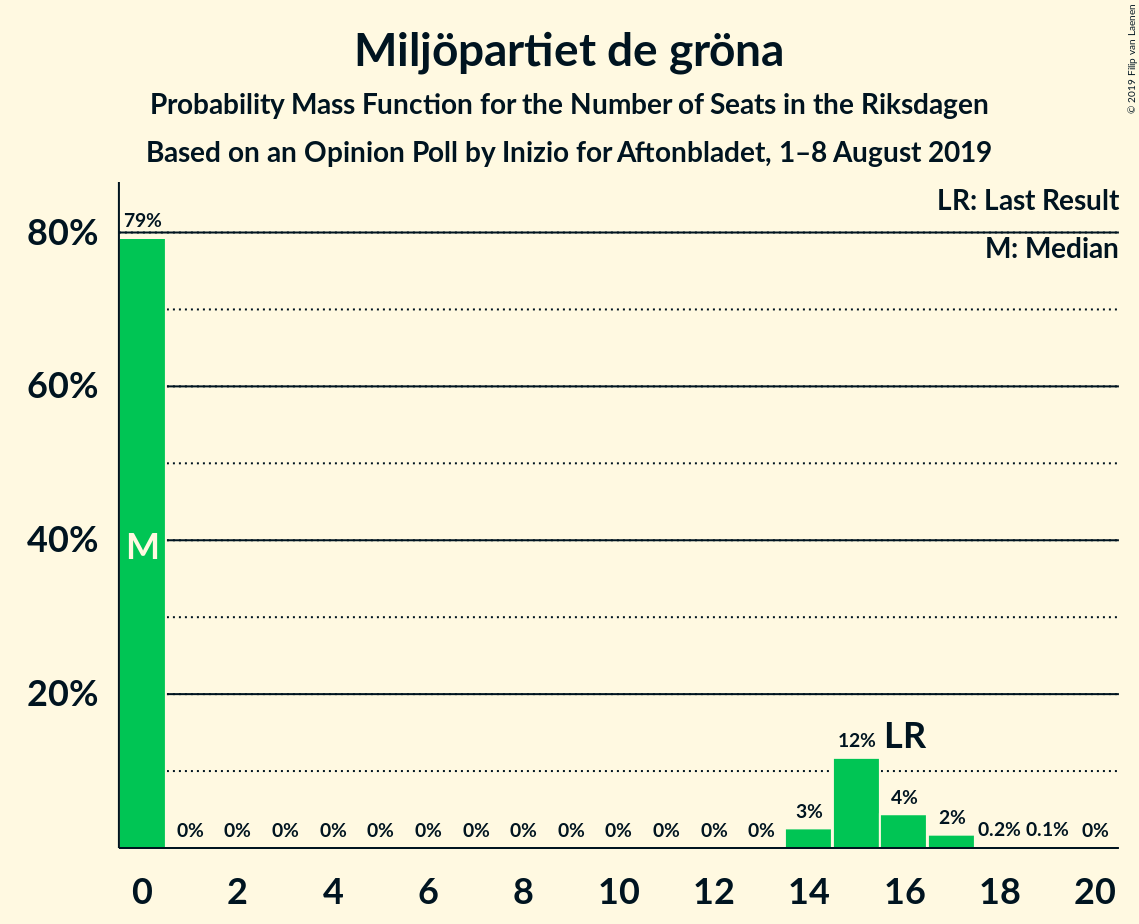 Miljöpartiet de gröna
Probability Mass Function for the Number of Seats in the Riksdagen
Based on an Opinion Poll by Inizio for Aftonbladet, 1–8 August 2019
© 2019 Filip van Laenen
LR: Last Result
M: Median
80%
60%
40%
20%
79%
M
0% 0% 0% 0% 0% 0% 0% 0% 0% 0% 0% 0% 0% 3% 12% 4% 2% 0.2% 0.1% 0%
LR
0 2 4 6 8 10 12 14 16 18 20